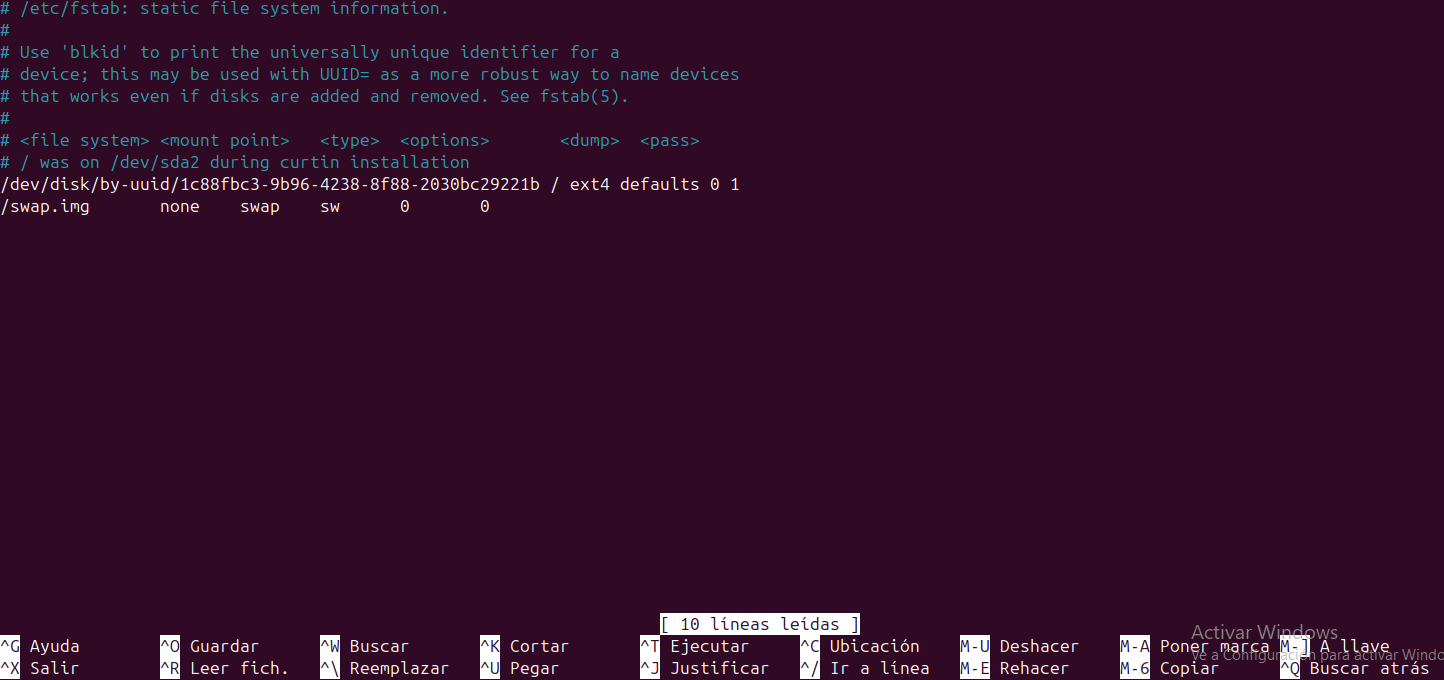 # /etc/fstab: static file system information.
#
# Use 'blkid' to print the universally unique identifier for a
# device; this may be used with UUID= as a more robust way to name devices
# that works even if disks are added and removed. See fstab(5).
#
# <file system> <mount point>   <type>  <options>       <dump>  <pass>
# / was on /dev/sda2 during curtin installation
/dev/disk/by-uuid/1c88fbc3-9b96-4238-8f88-2030bc29221b / ext4 defaults 0 1
/swap.img       none    swap    sw      0       0
[ 10 líneas leídas ]
^G Ayuda ^O Guardar ^W Buscar ^K Cortar ^T Ejecutar ^C Ubicación M-U Deshacer M-A Poner marca M-] A llave
^X Salir ^R Leer fich. ^\ Reemplazar ^U Pegar ^J Justificar ^/ Ir a línea M-E Rehacer M-6 Copiar ^Q Buscar atrás
Activar Windows
Ve a Configuración para activar Windo